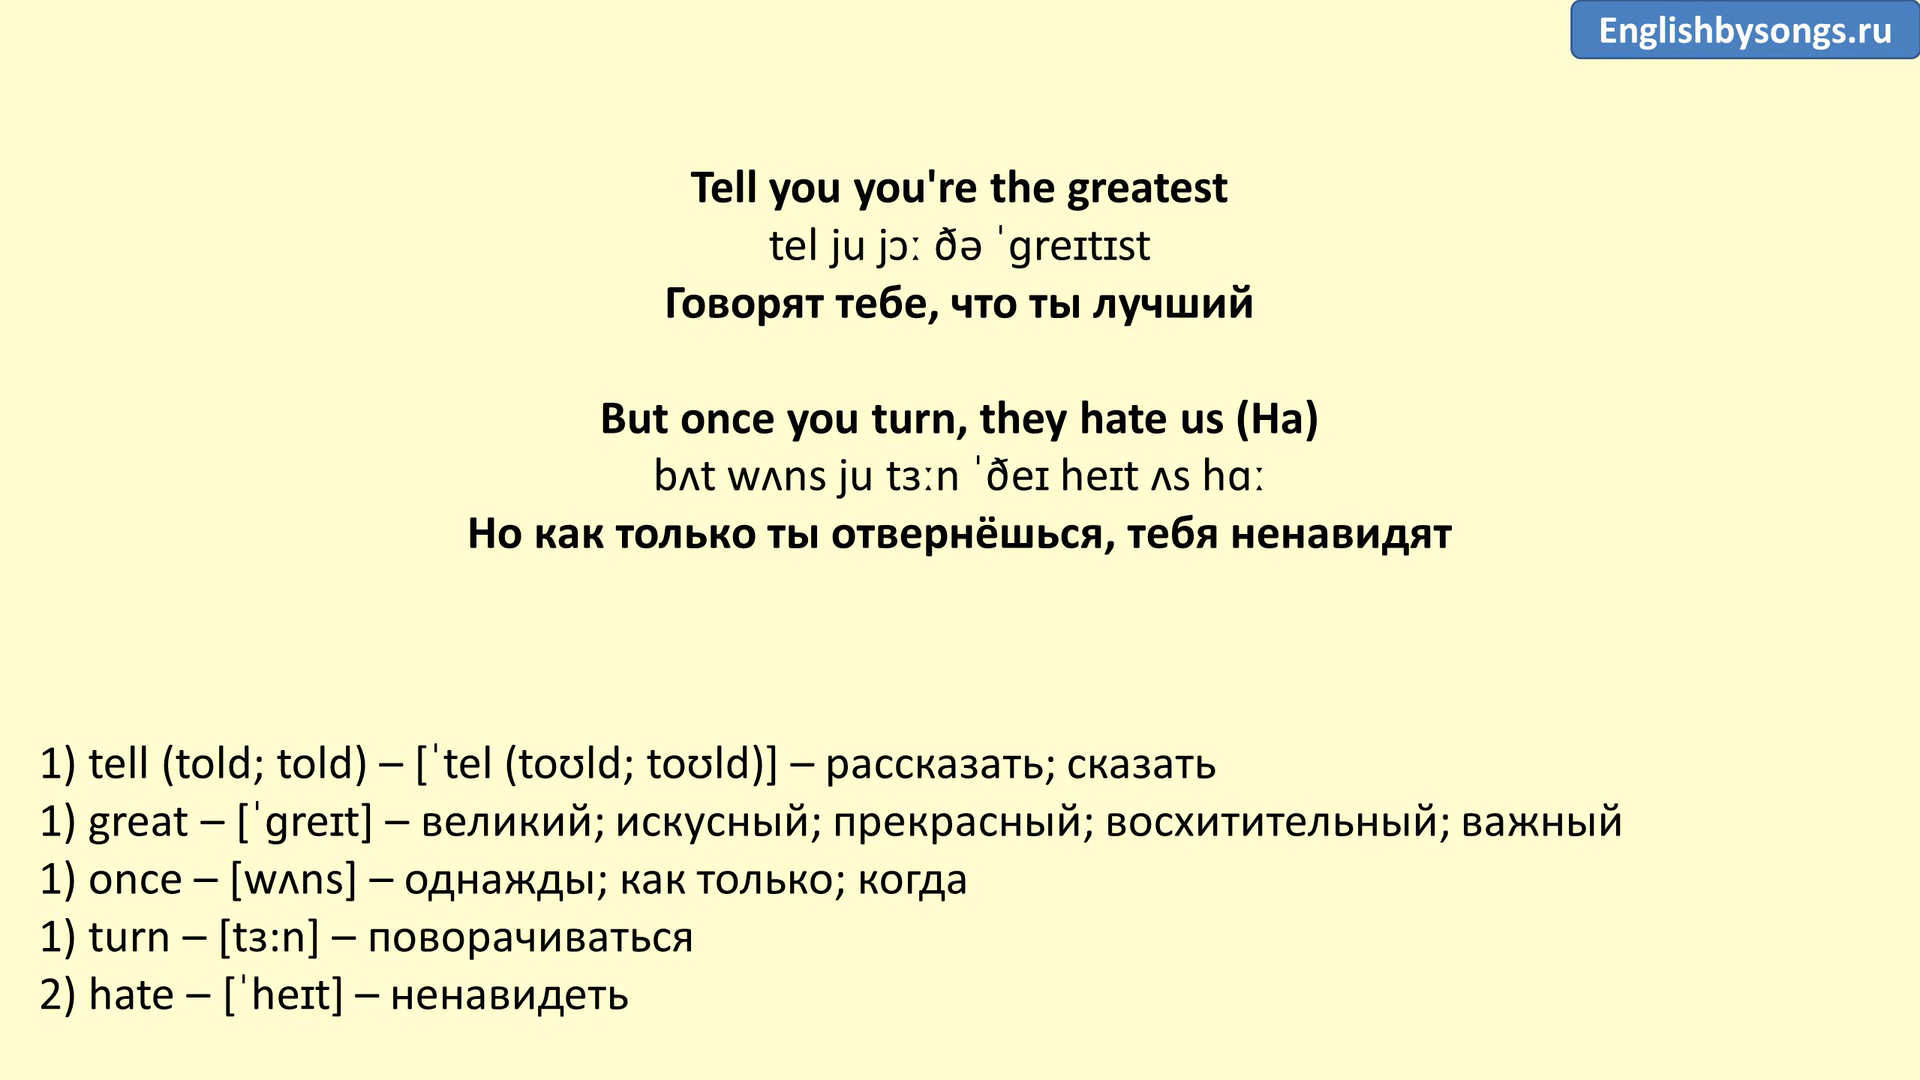 Englishbysongs.ru
Tell you you're the greatest
tel ju jɔː ðə ˈɡreɪtɪst
Говорят тебе, что ты лучший
But once you turn, they hate us (Ha)
bʌt wʌns ju tɜːn ˈðeɪ heɪt ʌs hɑː
Но как только ты отвернёшься, тебя ненавидят
1) tell (told; told) – [ˈtel (toʊld; toʊld)] – рассказать; сказать
1) great – [ˈɡreɪt] – великий; искусный; прекрасный; восхитительный; важный
1) once – [wʌns] – однажды; как только; когда
1) turn – [tɜ:n] – поворачиваться
2) hate – [ˈheɪt] – ненавидеть